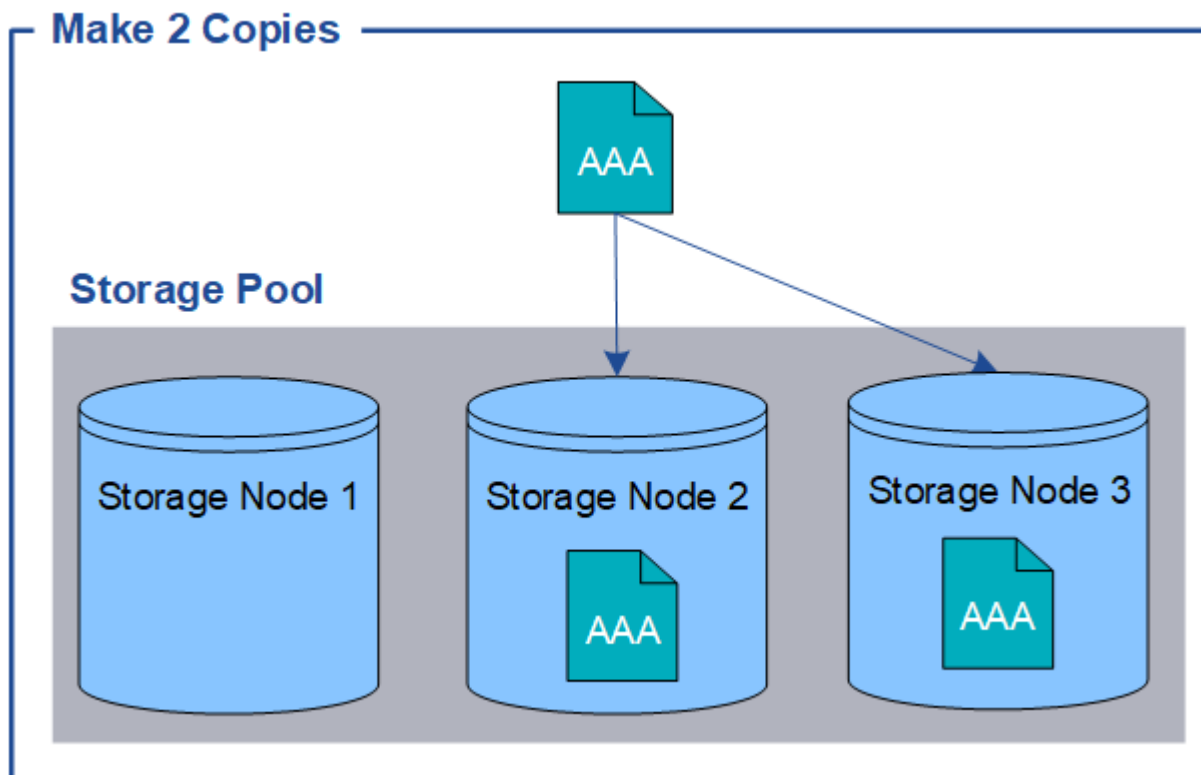 Make 2 Copies
AAA
Storage Pool
Storage Node 1
Storage Node 2
Storage Node 3
AAA
AAA